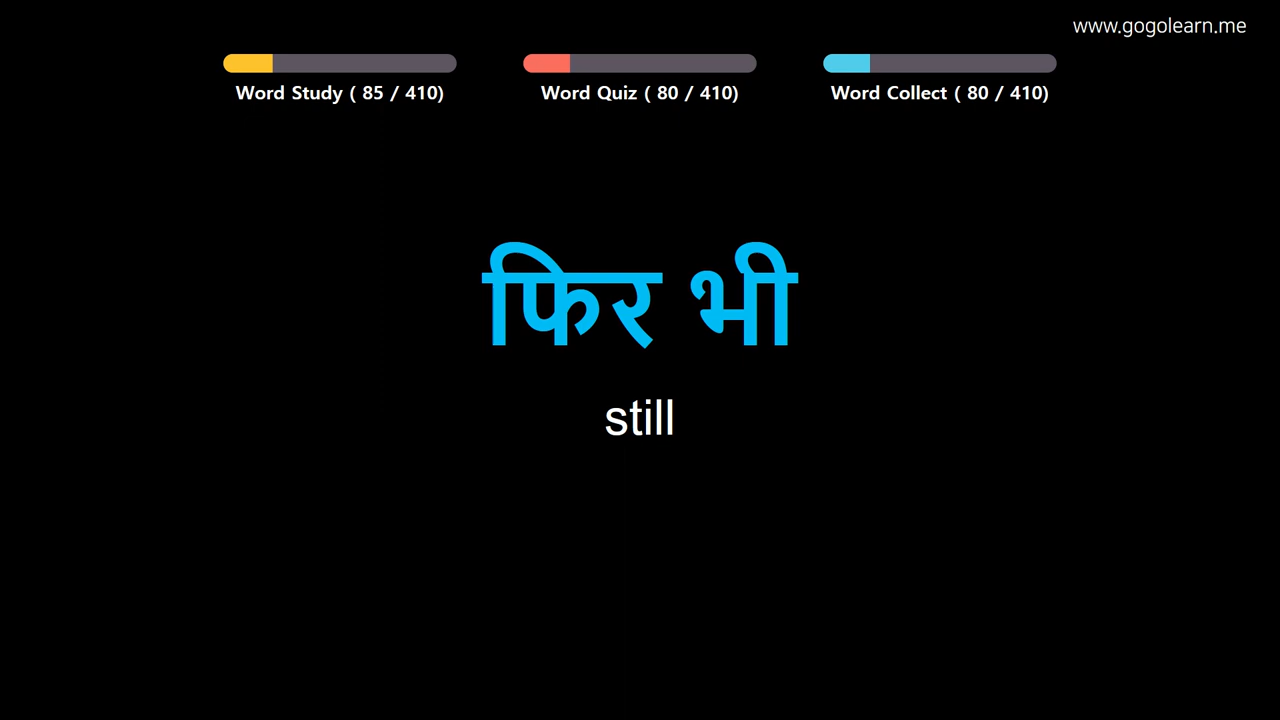 www.gogolearn.me
Word Study ( 85 / 410)
Word Quiz ( 80 / 410)
Word Collect ( 80 / 410)
फिर भी
still